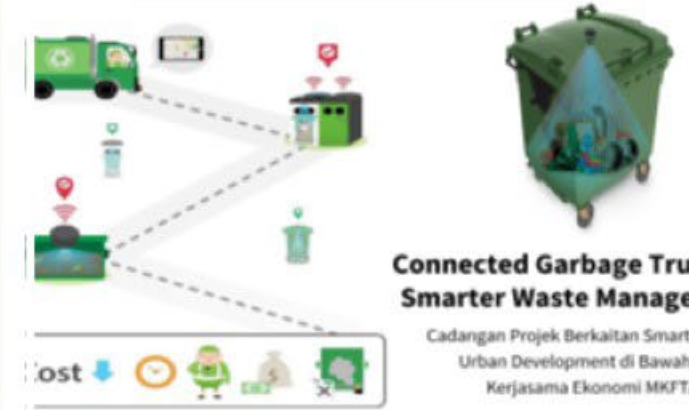 Connected Garbage Tru
Smarter Waste Manage
Cadangan Projek Berkaitan Smart
Urban Development di Bawah
Kerjasama Ekonomi MKFT
ost